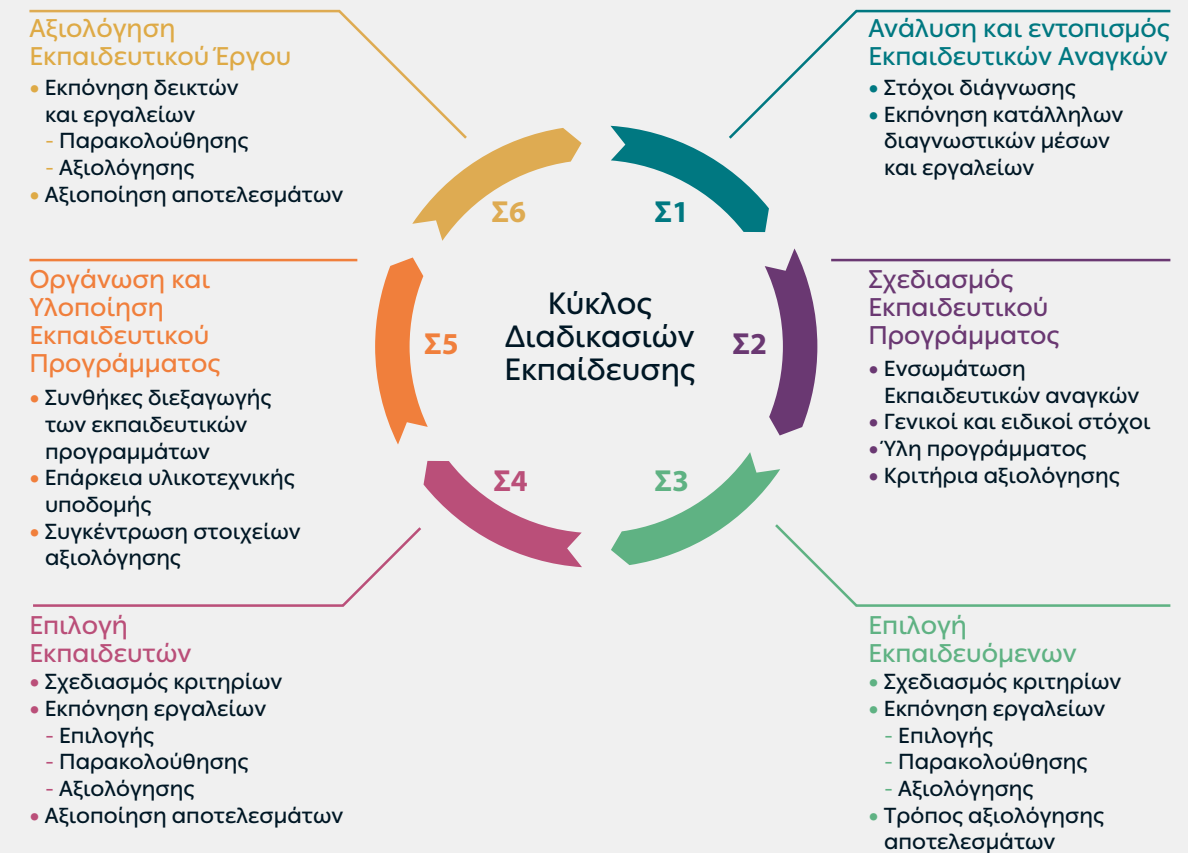 Αξιολόγηση
Εκπαιδευτικού Έργου
• Εκπόνηση δεικτών
και εργαλείων
- Παρακολούθησης
- Αξιολόγησης
• Αξιοποίηση αποτελεσμάτων
Ανάλυση και εντοπισμός
Εκπαιδευτικών Αναγκών
• Στόχοι διάγνωσης
• Εκπόνηση κατάλληλων
διαγνωστικών μέσων
και εργαλείων
Σ6
Σ1
Οργάνωση και
Υλοποίηση
Εκπαιδευτικού
Προγράμματος
• Συνθήκες διεξαγωγής
των εκπαιδευτικών
προγραμμάτων
• Επάρκεια υλικοτεχνικής
υποδομής
• Συγκέντρωση στοιχείων
αξιολόγησης
Σ5
Κύκλος
Διαδικασιών
Εκπαίδευσης
Σ2
Σχεδιασμός
Εκπαιδευτικού
Προγράμματος
• Ενσωμάτωση
Εκπαιδευτικών αναγκών
• Γενικοί και ειδικοί στόχοι
• Ύλη προγράμματος
• Κριτήρια αξιολόγησης
Σ4
Σ3
Επιλογή
Εκπαιδευτών
• Σχεδιασμός κριτηρίων
• Εκπόνηση εργαλείων
- Επιλογής
- Παρακολούθησης
- Αξιολόγησης
• Αξιοποίηση αποτελεσμάτων
Επιλογή
Εκπαιδευόμενων
• Σχεδιασμός κριτηρίων
• Εκπόνηση εργαλείων
- Επιλογής
- Παρακολούθησης
- Αξιολόγησης
• Τρόπος αξιολόγησης
αποτελεσμάτων